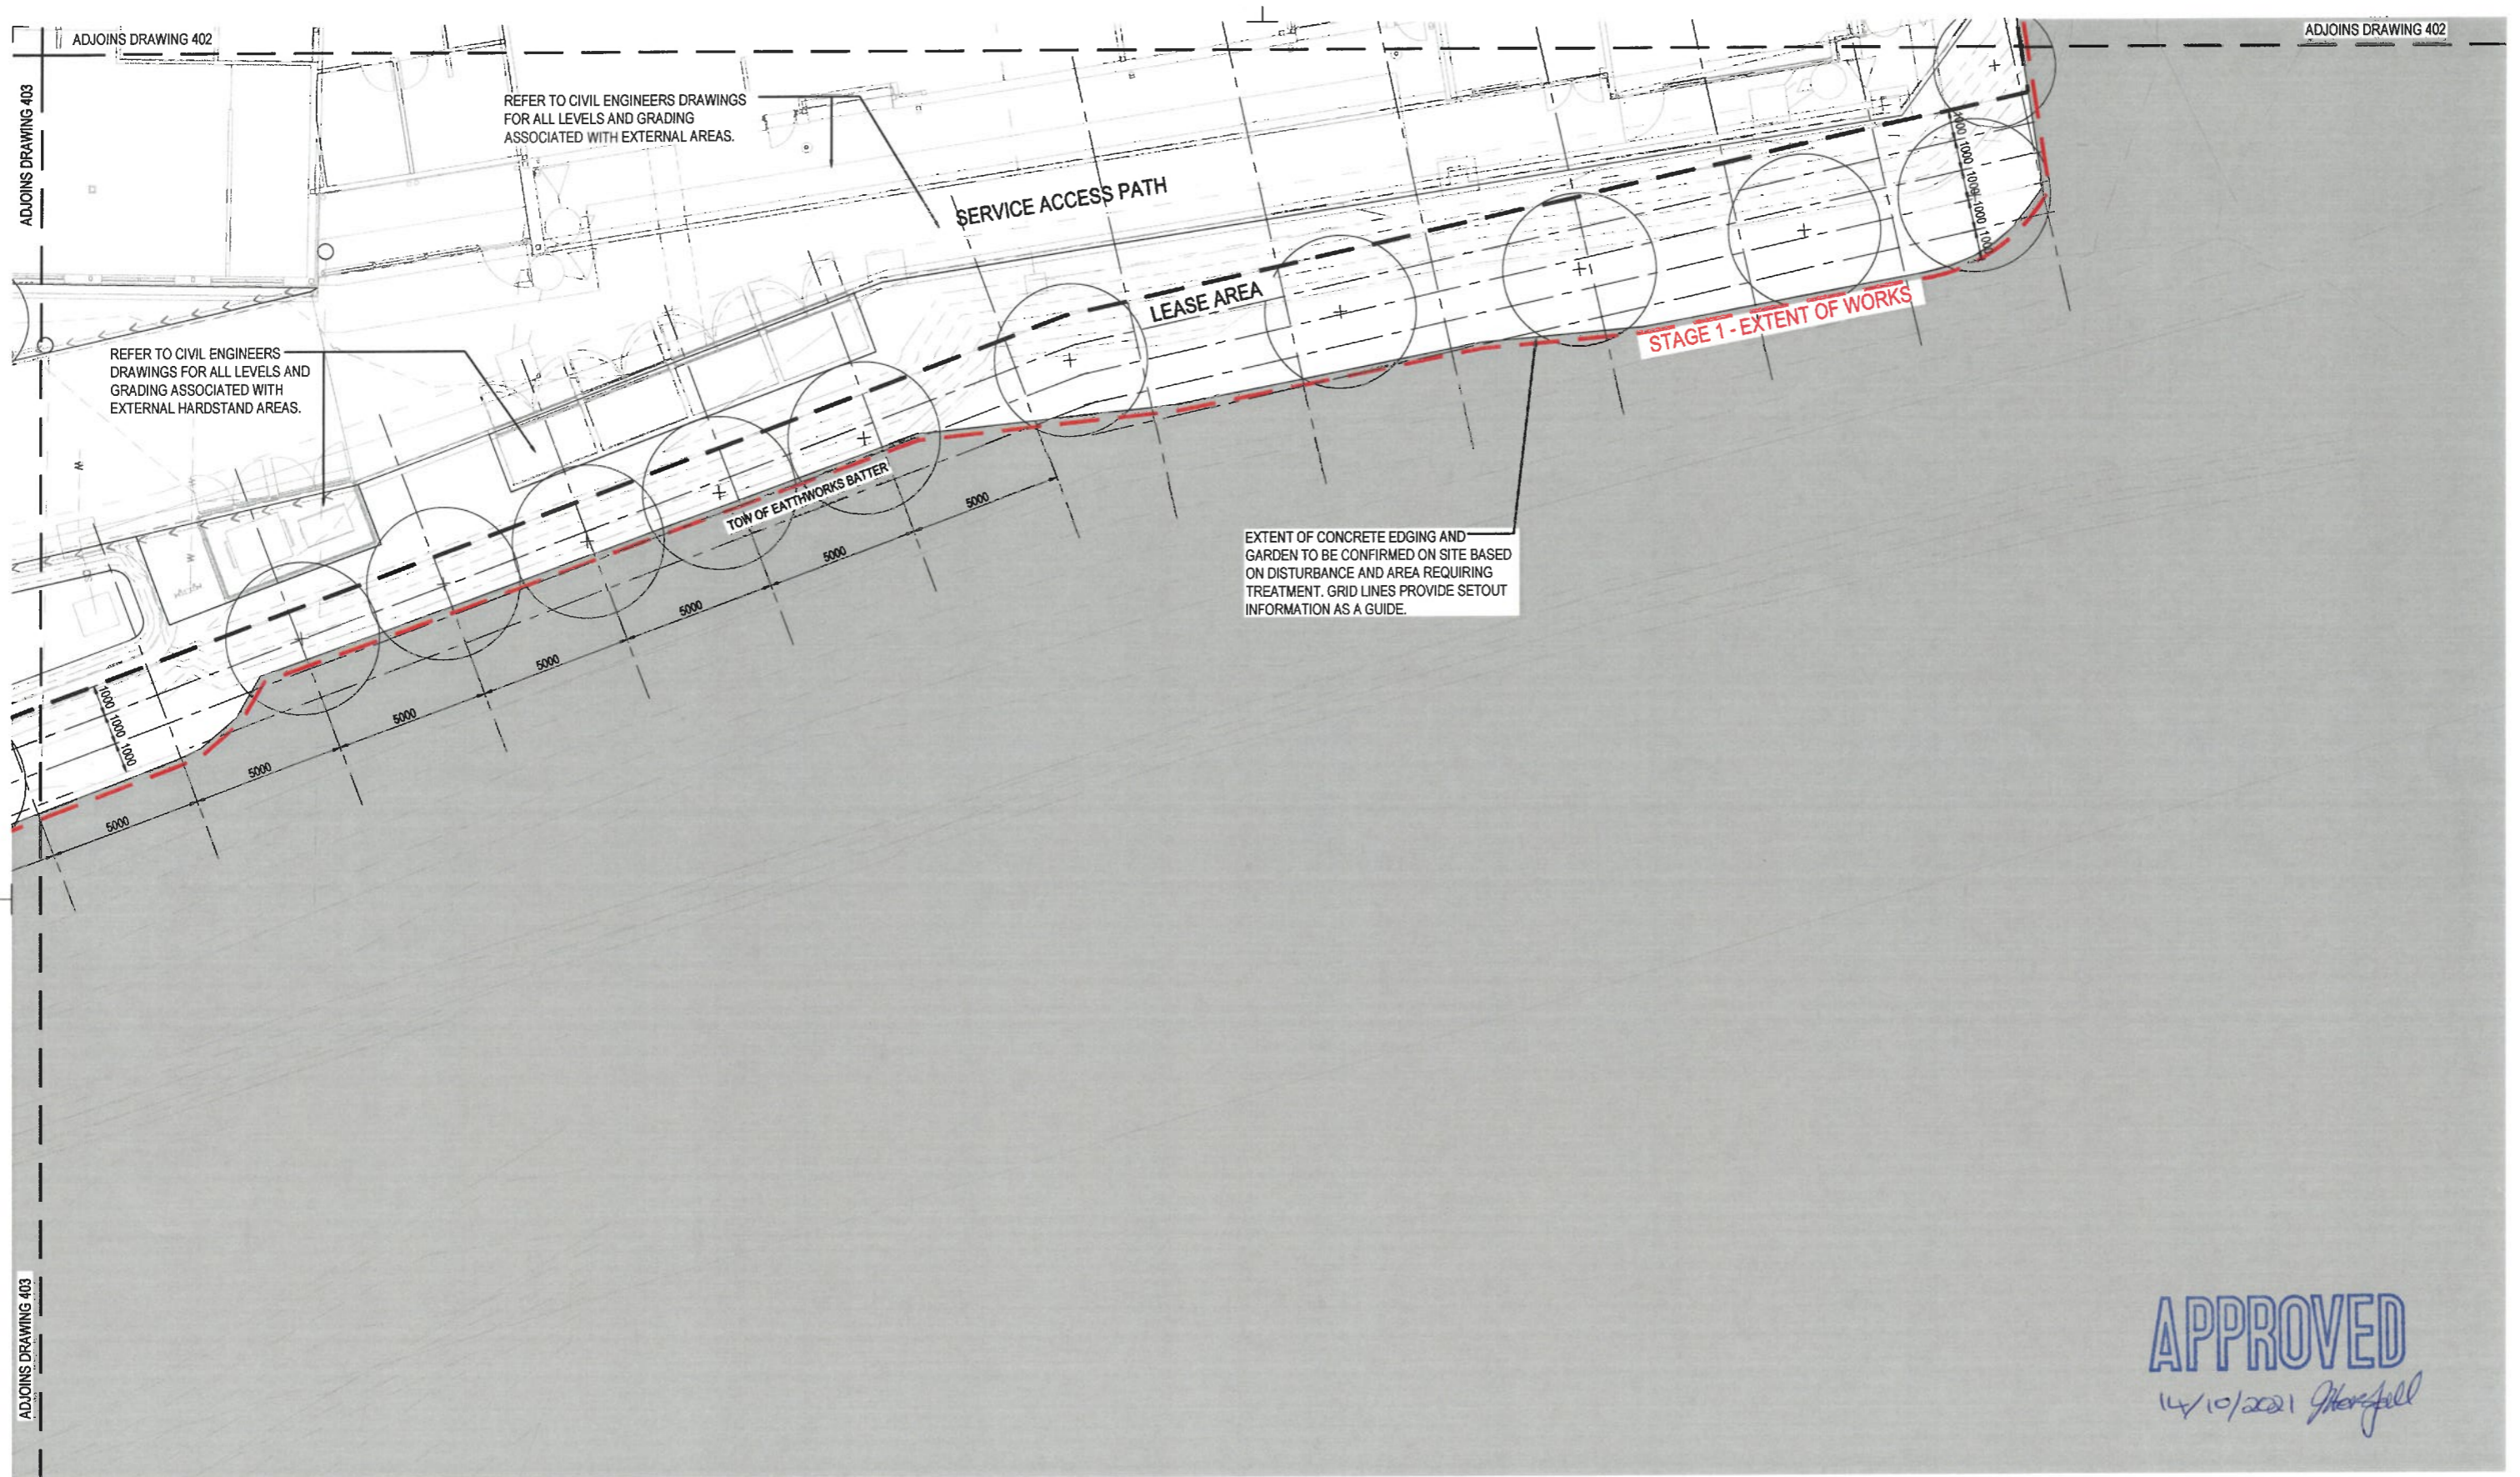 ADJOINS DRAWING 402
ADJOINS DRAWING 402
ADJOINS DRAWING 403
REFER TO CIVIL ENGINEERS DRAWINGS
FOR ALL LEVELS AND GRADING
ASSOCIATED WITH EXTERNAL AREAS.
SERVICE ACCESS PATH
1000
1000
1000
1000
LEASE AREA
STAGE 1 - EXTENT OF WORKS
REFER TO CIVIL ENGINEERS
DRAWINGS FOR ALL LEVELS AND
GRADING ASSOCIATED WITH
EXTERNAL HARDSTAND AREAS.
W
W
W
TOW OF EATTHWORKS BATTER
5000
5000
5000
5000
5000
5000
5000
EXTENT OF CONCRETE EDGING AND
GARDEN TO BE CONFIRMED ON SITE BASED
ON DISTURBANCE AND AREA REQUIRING
TREATMENT. GRID LINES PROVIDE SETOUT
INFORMATION AS A GUIDE.
1000
1000
1000
ADJOINS DRAWING 403
APPROVED
14/10/2021